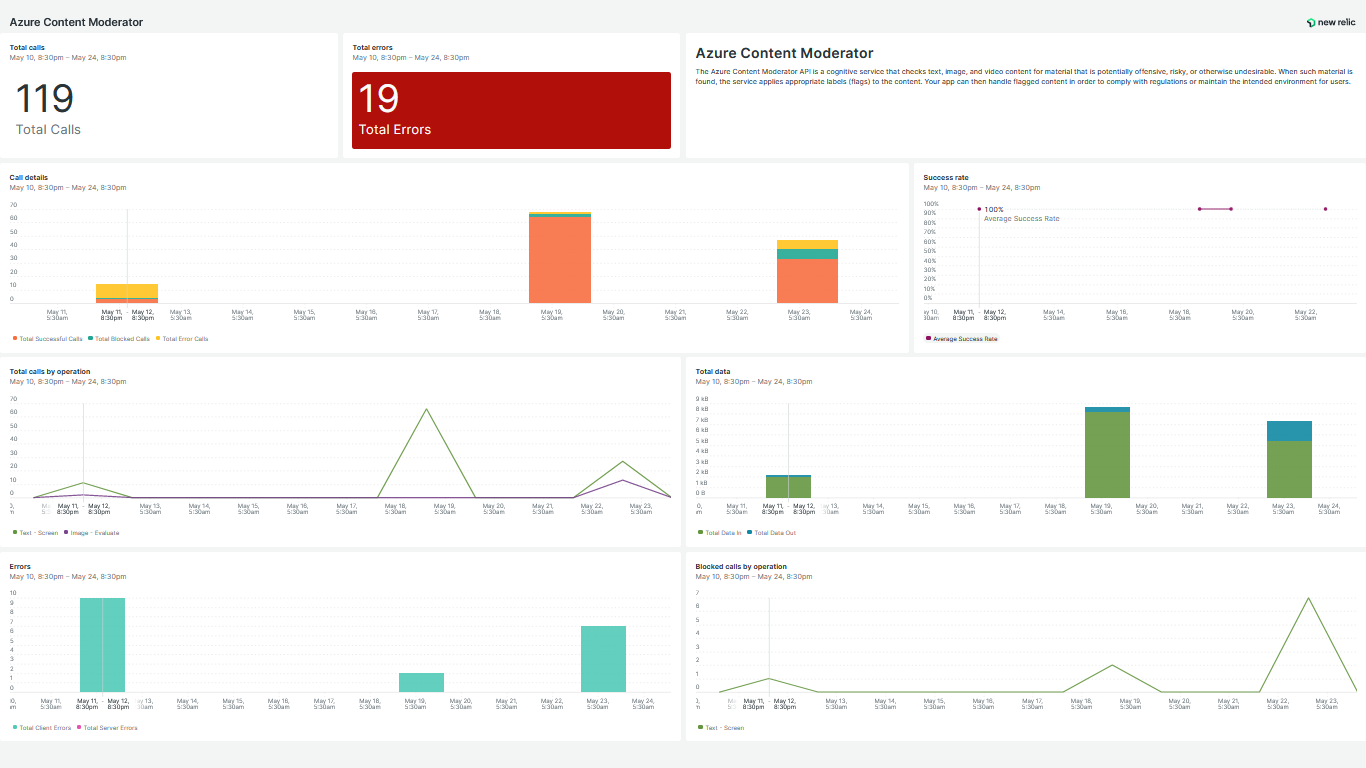 Azure Content Moderator
new relic
Total calls
May 10, 8:30pm – May 24, 8:30pm
119
Total Calls
Total errors
May 10, 8:30pm – May 24, 8:30pm
19
Total Errors
Azure Content Moderator
The Azure Content Moderator API is a cognitive service that checks text, image, and video content for material that is potentially offensive, risky, or otherwise undesirable. When such material is
found, the service applies appropriate labels (flags) to the content. Your app can then handle flagged content in order to comply with regulations or maintain the intended environment for users.
Call details
May 10, 8:30pm – May 24, 8:30pm
70
60
50
40
30
20
10
0
May 11, May 11, - May 12, May 13, May 14, May 15, May 16, May 17, May 18, May 19, May 20, May 21, May 22, May 23, May 24,
5:30am 8:30pm 8:30pm 5:30am 5:30am 5:30am 5:30am 5:30am 5:30am 5:30am 5:30am 5:30am 5:30am 5:30am 5:30am
Total Successful Calls Total Blocked Calls Total Error Calls
Success rate
May 10, 8:30pm – May 24, 8:30pm
100%
90%
80%
70%
60%
50%
40%
30%
20%
10%
0%
100%
Average Success Rate
May 11, - May 12, May 14, May 16, May 18, May 20, May 22,
8:30pm 8:30pm 5:30am 5:30am 5:30am 5:30am 5:30am
Average Success Rate
Total calls by operation
May 10, 8:30pm – May 24, 8:30pm
70
60
50
40
30
20
10
0
May 11, - May 12, May 13, May 14, May 15, May 16, May 17, May 18, May 19, May 20, May 21, May 22, May 23,
8:30pm 8:30pm 5:30am 5:30am 5:30am 5:30am 5:30am 5:30am 5:30am 5:30am 5:30am 5:30am 5:30am
Text - Screen Image - Evaluate
Total data
May 10, 8:30pm – May 24, 8:30pm
9 kB
8 kB
7 kB
6 kB
5 kB
4 kB
3 kB
2 kB
1 kB
0 B
May 11, May 11, - May 12, May 14, May 15, May 16, May 17, May 18, May 19, May 20, May 21, May 22, May 23, May 24,
5:30am 8:30pm 8:30pm 5:30am 5:30am 5:30am 5:30am 5:30am 5:30am 5:30am 5:30am 5:30am 5:30am 5:30am
Total Data In Total Data Out
Errors
May 10, 8:30pm – May 24, 8:30pm
10
9
8
7
6
5
4
3
2
1
0
May 11, May 11, - May 12, May 14, May 15, May 16, May 17, May 18, May 19, May 20, May 21, May 22, May 23, May 24,
5:30am 8:30pm 8:30pm 5:30am 5:30am 5:30am 5:30am 5:30am 5:30am 5:30am 5:30am 5:30am 5:30am 5:30am
Total Client Errors Total Server Errors
Blocked calls by operation
May 10, 8:30pm – May 24, 8:30pm
7
6
5
4
3
2
1
0
May 11, - May 12, May 13, May 14, May 15, May 16, May 17, May 18, May 19, May 20, May 21, May 22, May 23,
8:30pm 8:30pm 5:30am 5:30am 5:30am 5:30am 5:30am 5:30am 5:30am 5:30am 5:30am 5:30am 5:30am
Text - Screen